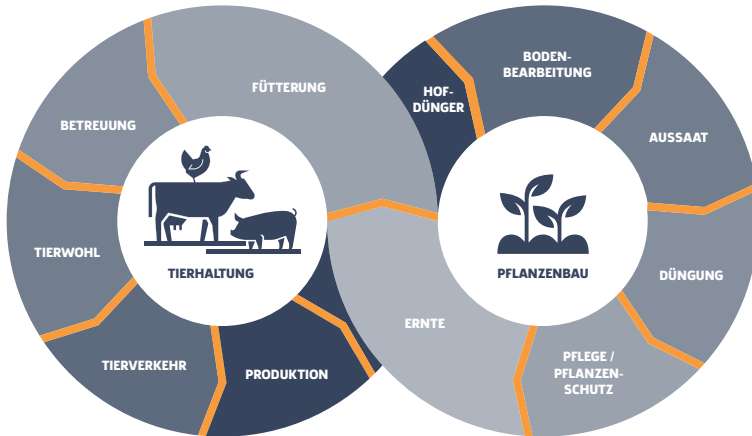 FÜTTERUNG
BETREUUNG
TIERWOHL
TIERVERKEHR
PRODUKTION
TIERHALTUNG
HOF-
DÜNGER
BODEN-
BEARBEITUNG
AUSSAAT
DÜNGUNG
PFLEGE /
PFLANZEN-
SCHUTZ
ERNTE
PFLANZENBAU